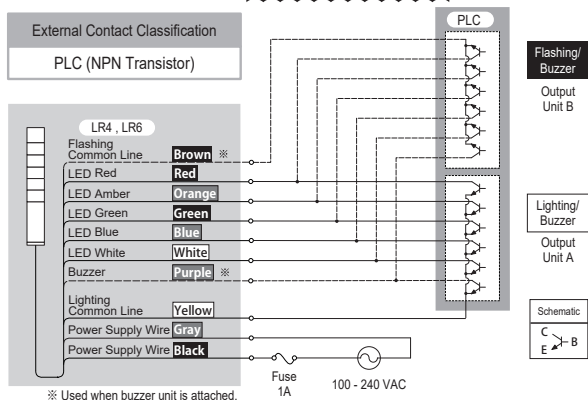 External Contact Classification
PLC (NPN Transistor)
PLC
Flashing/
Buzzer
Output
Unit B
LR4 , LR6
Flashing
Common Line Brown ※
LED Red Red
LED Amber Orange
LED Green Green
LED Blue Blue
LED White White
Buzzer Purple ※
Lighting
Common Line Yellow
Power Supply Wire Gray
Power Supply Wire Black
Lighting/
Buzzer
Output
Unit A
Schematic
C
B
E
Fuse
1A
100 - 240 VAC
※ Used when buzzer unit is attached.